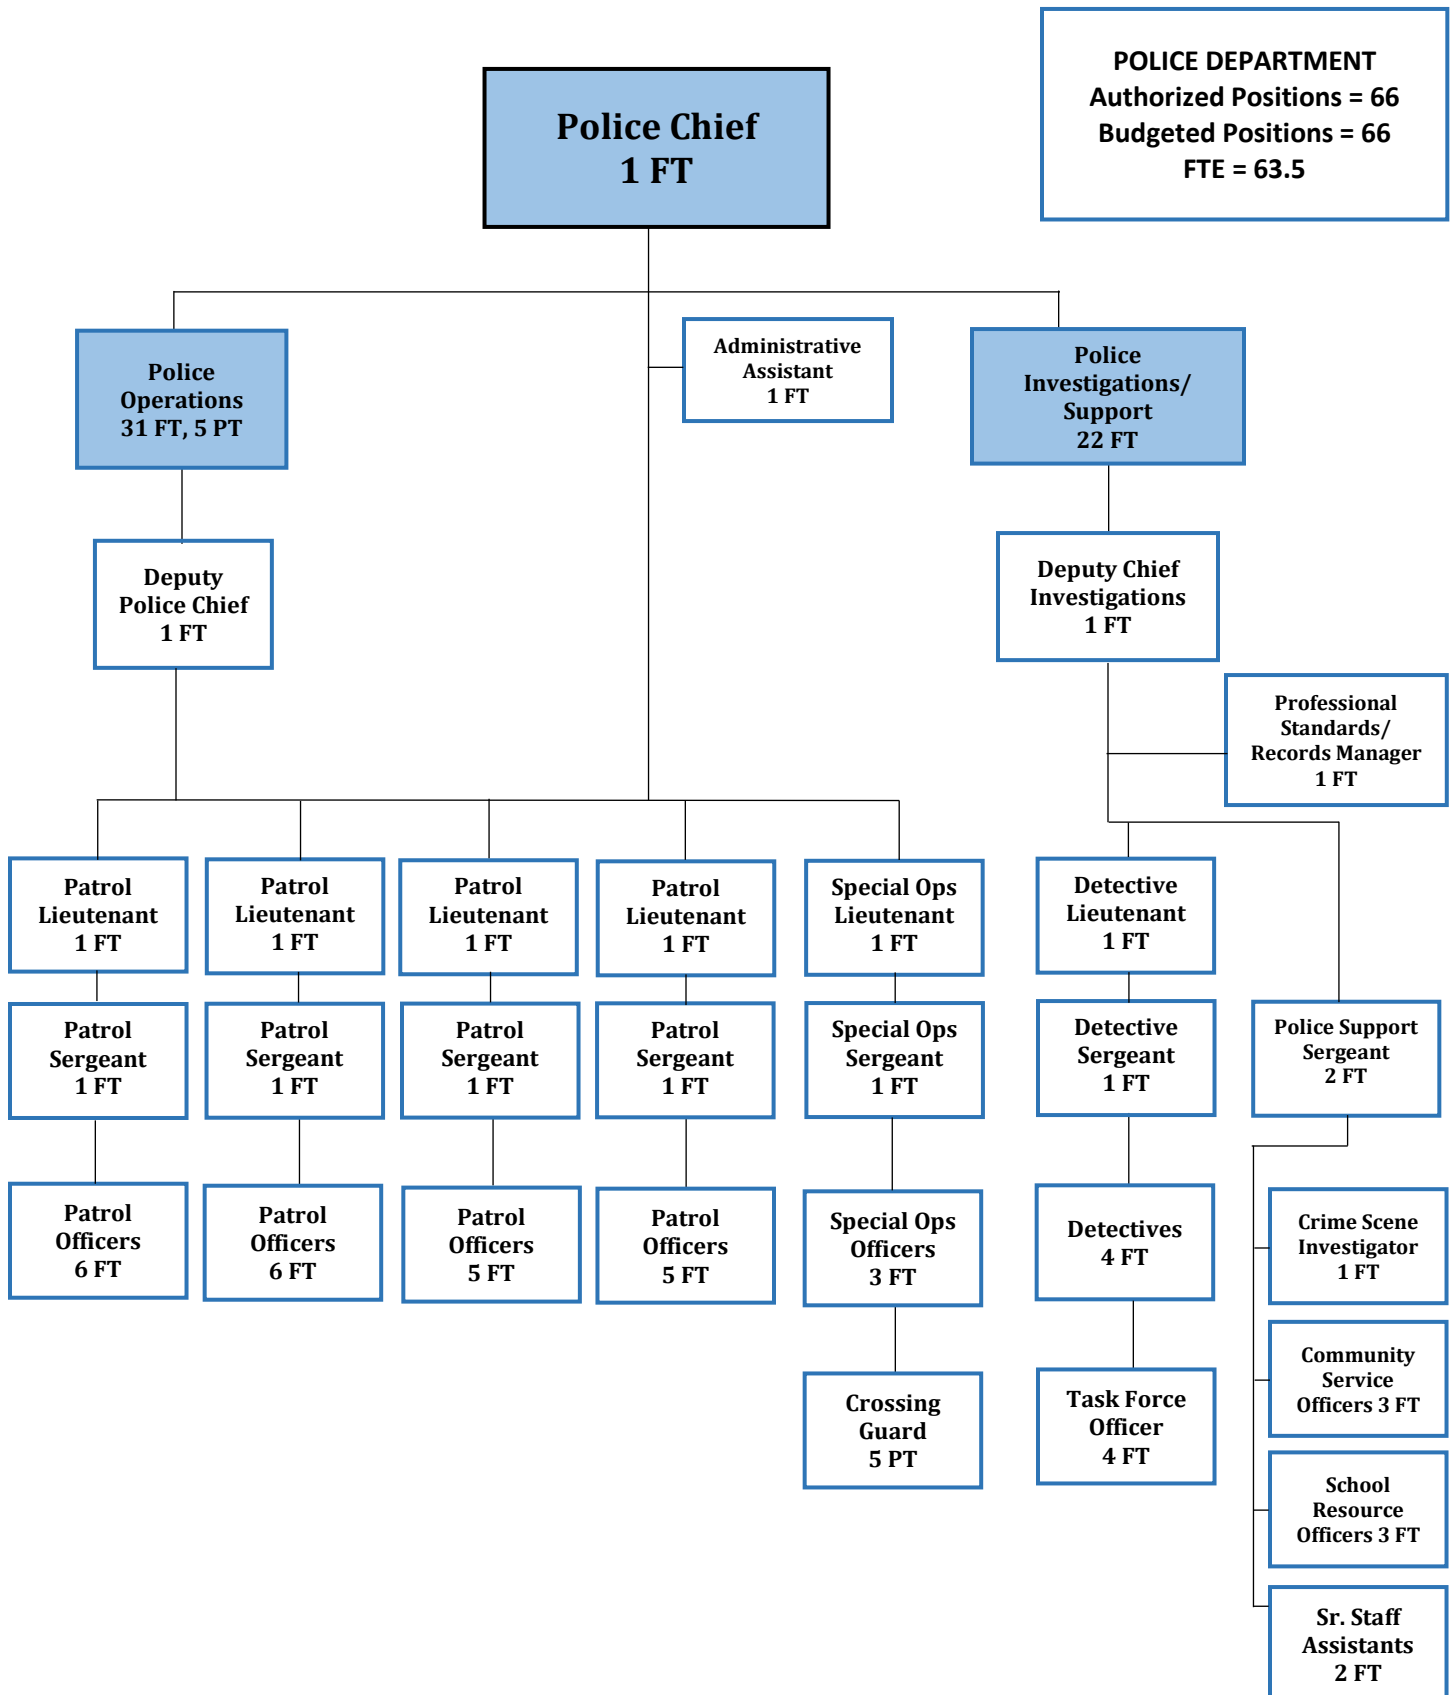 POLICE DEPARTMENT
Authorized Positions = 66
Budgeted Positions = 66
FTE = 63.5
Police Chief
1 FT
Police
Operations
31 FT, 5 PT
Administrative
Assistant
1 FT
Police
Investigations/
Support
22 FT
Deputy
Police Chief
1 FT
Deputy Chief
Investigations
1 FT
Professional
Standards/
Records Manager
1 FT
Patrol
Lieutenant
1 FT
Patrol
Lieutenant
1 FT
Patrol
Lieutenant
1 FT
Patrol
Lieutenant
1 FT
Special Ops
Lieutenant
1 FT
Detective
Lieutenant
1 FT
Patrol
Sergeant
1 FT
Patrol
Sergeant
1 FT
Patrol
Sergeant
1 FT
Patrol
Sergeant
1 FT
Special Ops
Sergeant
1 FT
Detective
Sergeant
1 FT
Police Support
Sergeant
2 FT
Patrol
Officers
6 FT
Patrol
Officers
6 FT
Patrol
Officers
5 FT
Patrol
Officers
5 FT
Special Ops
Officers
3 FT
Detectives
4 FT
Crime Scene
Investigator
1 FT
Community
Service
Officers 3 FT
Crossing
Guard
5 PT
Task Force
Officer
4 FT
School
Resource
Officers 3 FT
Sr. Staff
Assistants
2 FT